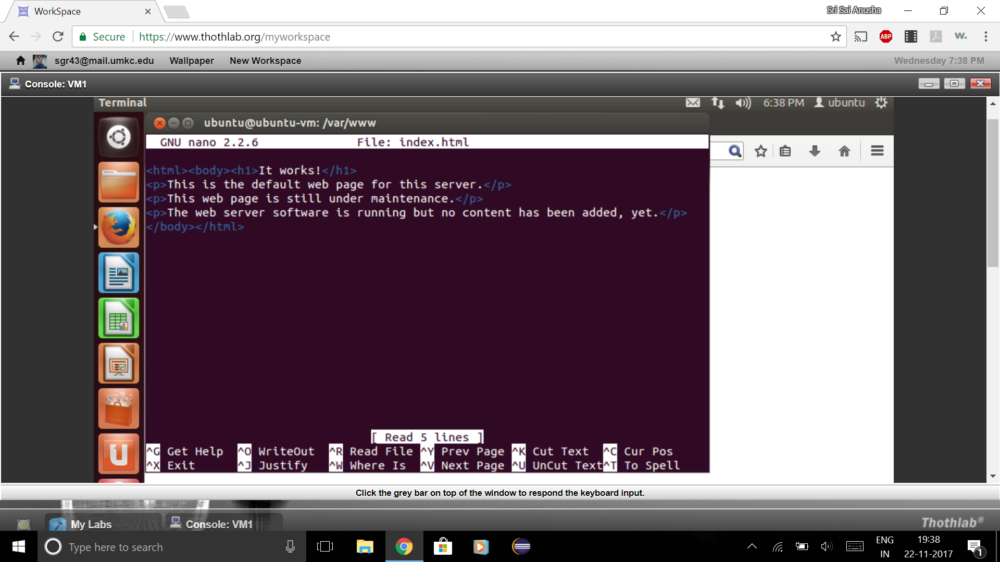 WorkSpace
Sri Sai Anusha
Secure
https://www.thothlab.org/myworkspace
ABP
w.
sgr43@mail.umkc.edu Wallpaper New Workspace
Wednesday 7:38 PM
Console: VM1
Terminal
6:38 PM ubuntu
ubuntu@ubuntu-vm: /var/www
GNU nano 2.2.6 File: index.html
<html><body><h1>It works!</h1>
<p>This is the default web page for this server.</p>
<p>This web page is still under maintenance.</p>
<p>The web server software is running but no content has been added, yet.</p>
</body></html>
[ Read 5 lines ]
^G Get Help ^O WriteOut ^R Read File ^Y Prev Page ^K Cut Text ^C Cur Pos
^X Exit ^J Justify ^W Where Is ^V Next Page ^U UnCut Text ^T To Spell
Click the grey bar on top of the window to respond the keyboard input.
My Labs
Console: VM1
Thothlab®
Type here to search
ENG
IN
19:38
22-11-2017
1